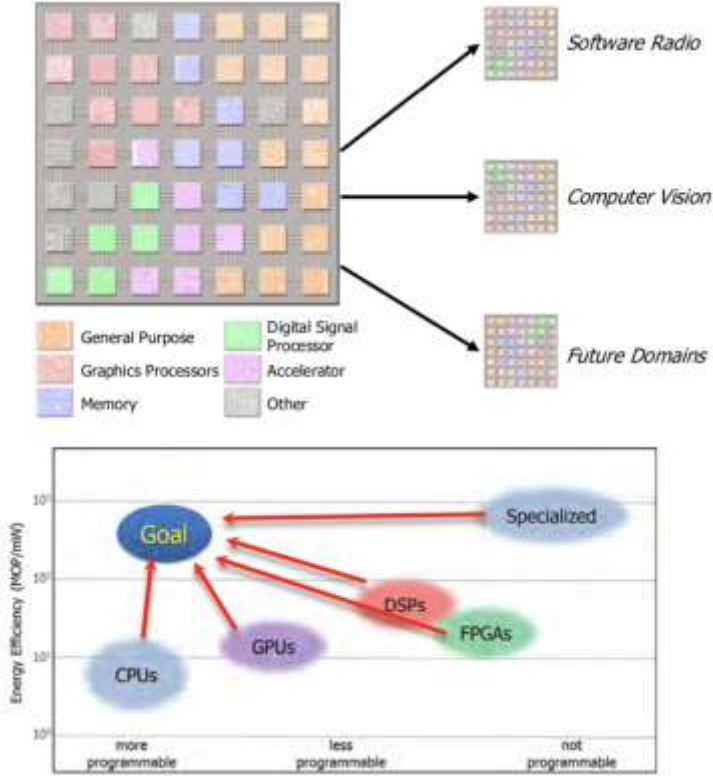 Software Radio
Computer Vision
Future Domains
General Purpose
Digital Signal
Processor
Graphics Processors
Accelerator
Memory
Other
Energy Efficiency (MOP/mW)
Goal
Specialized
DSPs
FPGAs
GPUs
CPUs
more
programmable
less
programmable
not
programmable